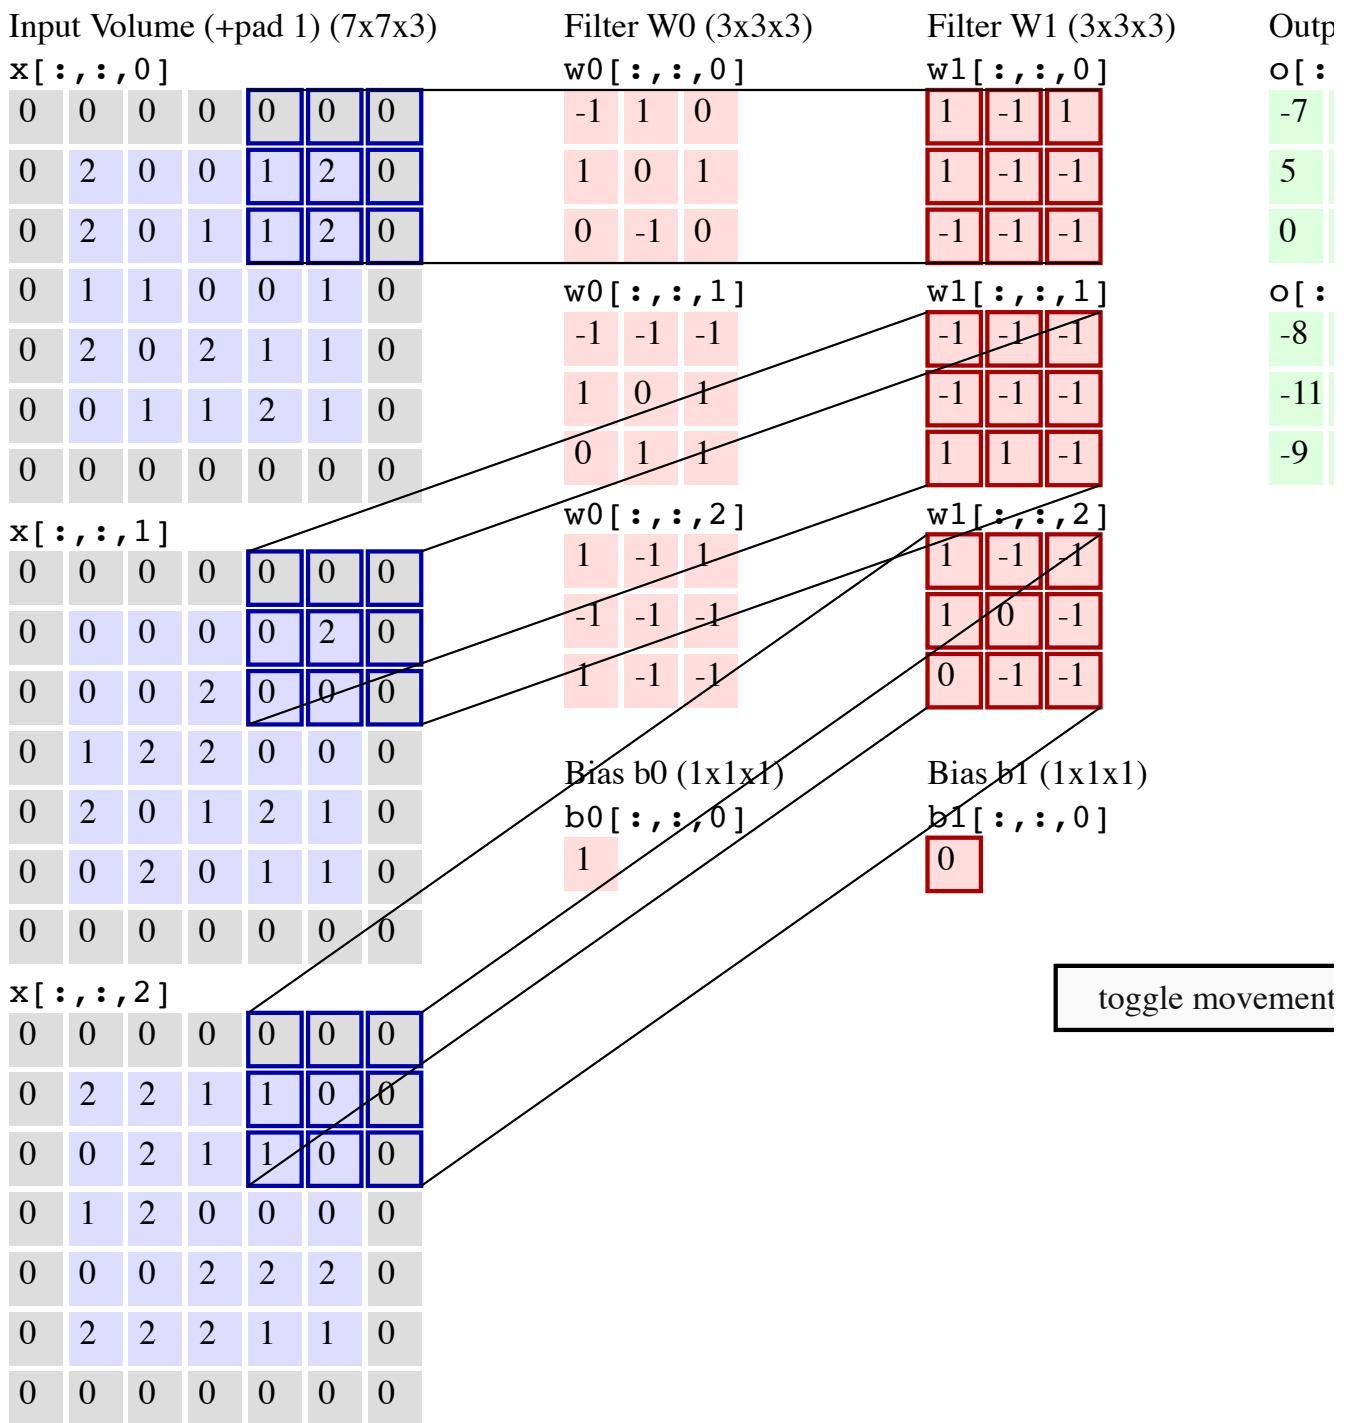 Input Volume (+pad 1) (7x7x3) Filter W0 (3x3x3) Filter W1 (3x3x3) Outp
x[:,:,0] w0[:,:,0] w1[:,:,0] o[:
0 0 0 0 0 0 0 -1 1 0 1 -1 1 -7
0 2 0 0 1 2 0 1 0 1 1 -1 -1 5
0 2 0 1 1 2 0 0 -1 0 -1 -1 -1 0
0 1 1 0 0 1 0 w0[:,:,1] w1[:,:,1] o[:
0 2 0 2 1 1 0 -1 -1 -1 -1 -1 -1 -8
0 0 1 1 2 1 0 1 0 1 -1 -1 -1 -11
0 0 0 0 0 0 0 0 1 1 1 1 -1 -9
x[:,:,1] w0[:,:,2] w1[:,:,2]
0 0 0 0 0 0 0 1 -1 1 1 -1 -1
0 0 0 0 0 2 0 -1 -1 -1 1 0 -1
0 0 0 2 0 0 0 1 -1 -1 0 -1 -1
0 1 2 2 0 0 0 Bias b0 (1x1x1) Bias b1 (1x1x1)
0 2 0 1 2 1 0 b0[:,:,0] b1[:,:,0]
0 0 2 0 1 1 0 1 0
0 0 0 0 0 0 0
x[:,:,2] toggle movement
0 0 0 0 0 0 0
0 2 2 1 1 0 0
0 0 2 1 1 0 0
0 1 2 0 0 0 0
0 0 0 2 2 2 0
0 2 2 2 1 1 0
0 0 0 0 0 0 0